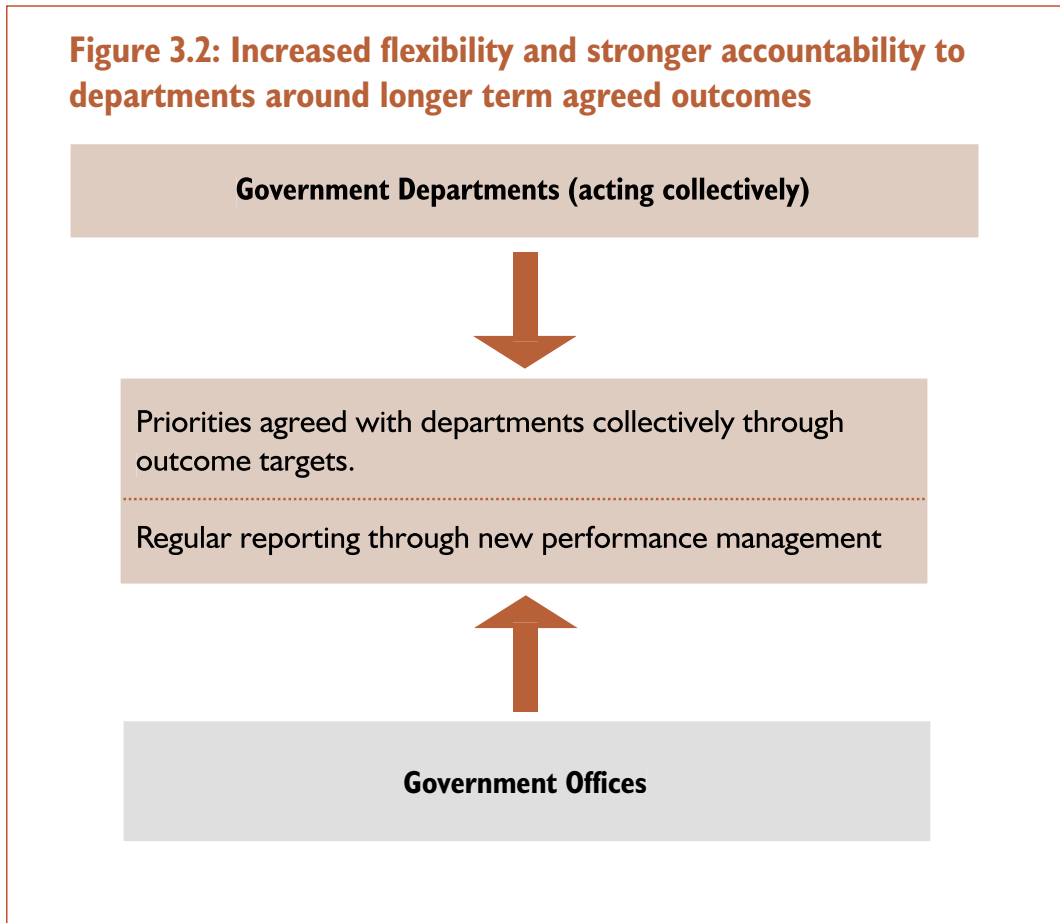 Figure 3.2: Increased flexibility and stronger accountability to
departments around longer term agreed outcomes
Government Departments (acting collectively)
Priorities agreed with departments collectively through
outcome targets.
Regular reporting through new performance management
Government Offices